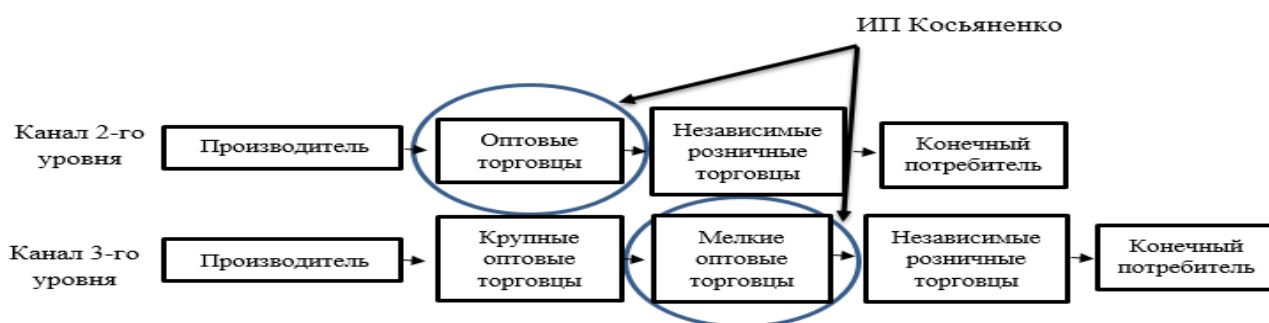 ИП Косьяненко
Канал 2-го
уровня
Производитель
Оптовые
торговцы
Независимые
розничные
торговцы
Конечный
потребитель
Канал 3-го
уровня
Производитель
Крупные
оптовые
торговцы
Мелкие
оптовые
торговцы
Независимые
розничные
торговцы
Конечный
потребитель